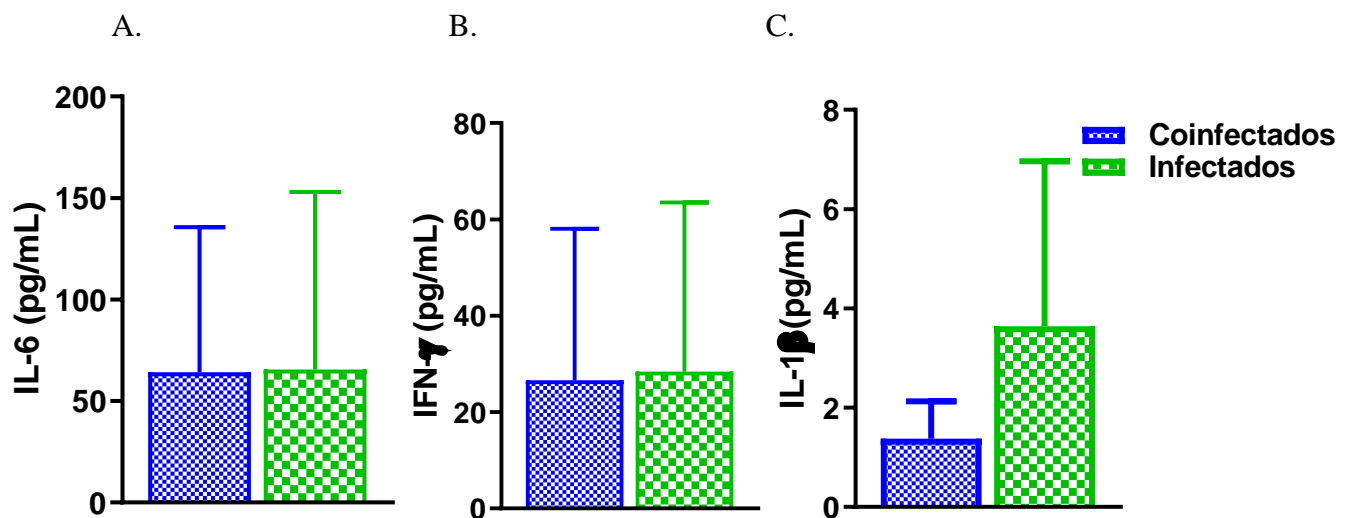 A.
B.
C.
IL-6 (pg/mL)
200
150
100
50
0
IFN-γ (pg/mL)
80
60
40
20
0
IL-1β(pg/mL)
8
6
4
2
0
Coinfectados
Infectados